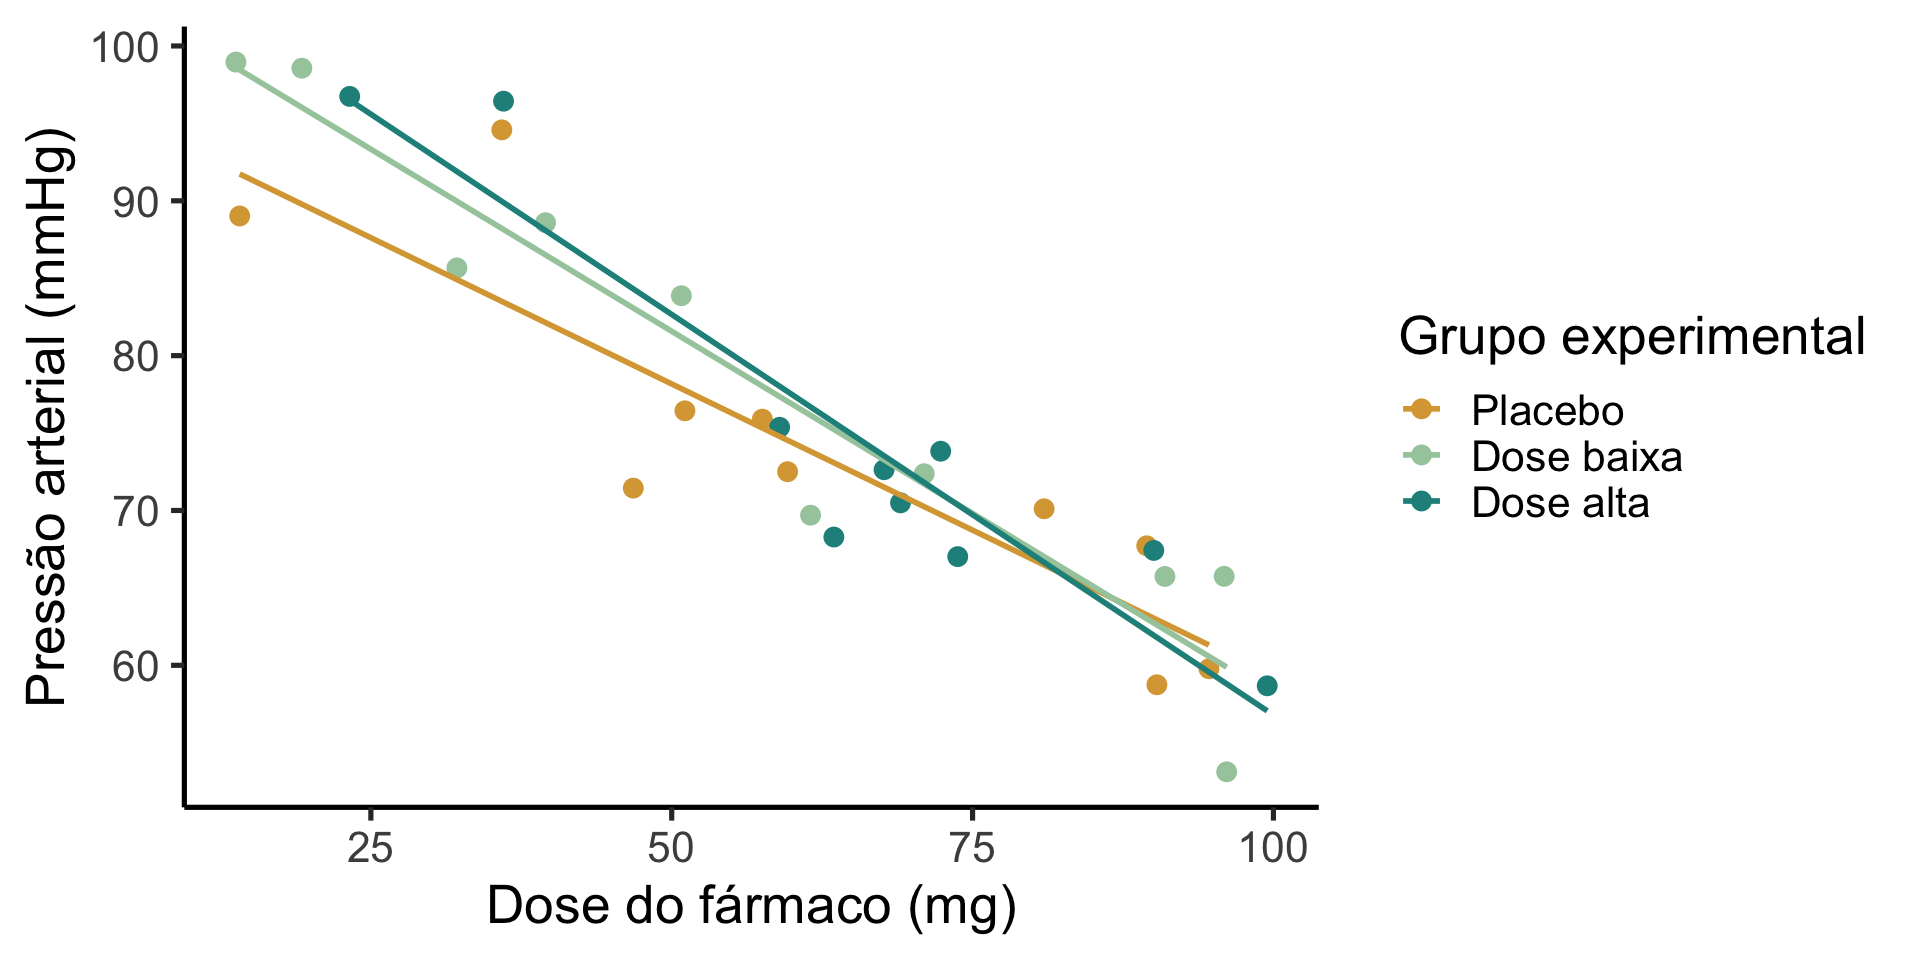 100
90
80
70
60
Pressão arterial (mmHg)
25 50 75 100
Dose do fármaco (mg)
Grupo experimental
Placebo
Dose baixa
Dose alta